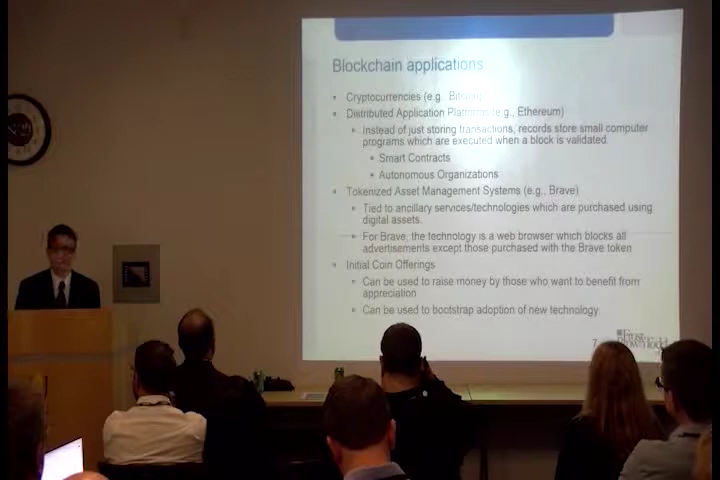 Blockchain applications
Cryptocurrencies (e.g. Bitcoin)
Distributed Application Platforms (e.g., Ethereum)
Instead of just storing transactions, records store small computer
programs which are executed when a block is validated
Smart Contracts
Autonomous Organizations
Tokenized Asset Management Systems (e.g., Brave)
Tied to ancillary services/technologies which are purchased using
digital assets.
For Brave, the technology is a web browser which blocks all
advertisements except those purchased with the Brave token
Initial Coin Offerings
Can be used to raise money by those who want to benefit from
appreciation
Can be used to bootstrap adoption of new technology
Frost
Brown Todd